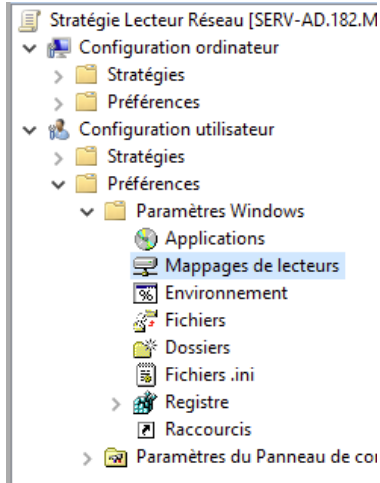 Stratégie Lecteur Réseau [SERV-AD.182.M
Configuration ordinateur
Stratégies
Préférences
Configuration utilisateur
Stratégies
Préférences
Paramètres Windows
Applications
Mappages de lecteurs
Environnement
Fichiers
Dossiers
Fichiers .ini
Registre
Raccourcis
Paramètres du Panneau de co